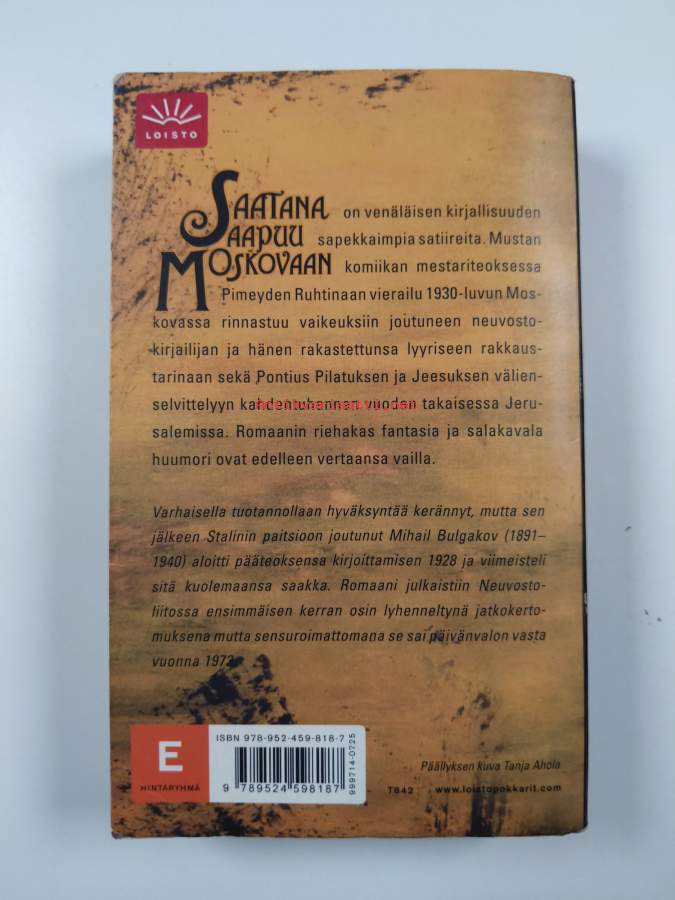 LOISTO
SAATANA on venäläisen kirjallisuuden
SAAPUU sapekkaimpia satiireita. Mustan
MOSKOVAAN komiikan mestariteoksessa
Pimeyden Ruhtinaan vierailu 1930-luvun Mos-
kovassa rinnastuu vaikeuksiin joutuneen neuvosto-
kirjailijan ja hänen rakastettunsa lyyriseen rakkaus-
tarinaan sekä Pontius Pilatuksen ja Jeesuksen välien-
selvittelyyn kahdentuhannen vuoden takaisessa Jeru-
salemissa. Romaanin riehakas fantasia ja salakavala
huumori ovat edelleen vertaansa vailla.
Varhaisella tuotannollaan hyväksyntää kerännyt, mutta sen
jälkeen Stalinin paitsioon joutunut Mihail Bulgakov (1891–
1940) aloitti pääteoksensa kirjoittamisen 1928 ja viimeisteli
sitä kuolemaansa saakka. Romaani julkaistiin Neuvosto-
liitossa ensimmäisen kerran osin lyhenneltynä jatkokerto-
muksena mutta sensuroimattomana se sai päivänvalon vasta
vuonna 1973.
E
HINTARYHMÄ
ISBN 978-952-459-818-7
9 789524 598187
999714-0725
Päällyksen kuva Tanja Ahola
T842
www.loistopokkarit.com